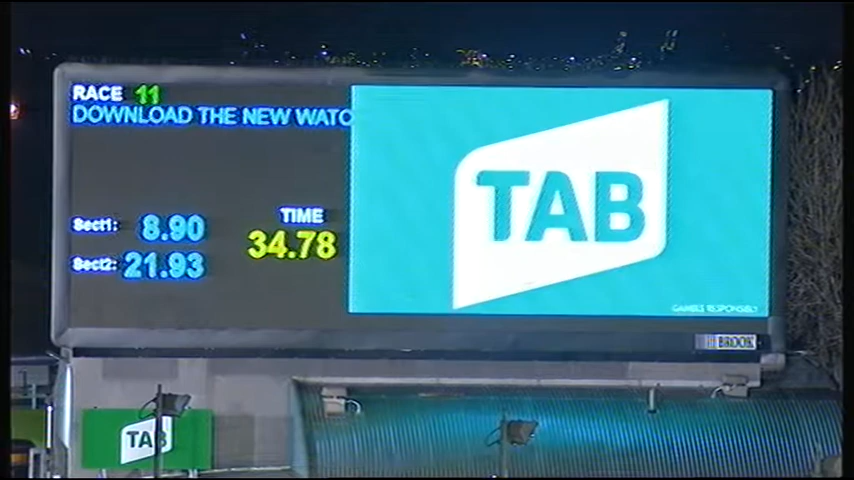 RACE 11
DOWNLOAD THE NEW WATC
Sect1: 8.90
Sect2: 21.93
TIME
34.78
TAB
GAMBLE RESPONSIBLY
BROOK
TAB